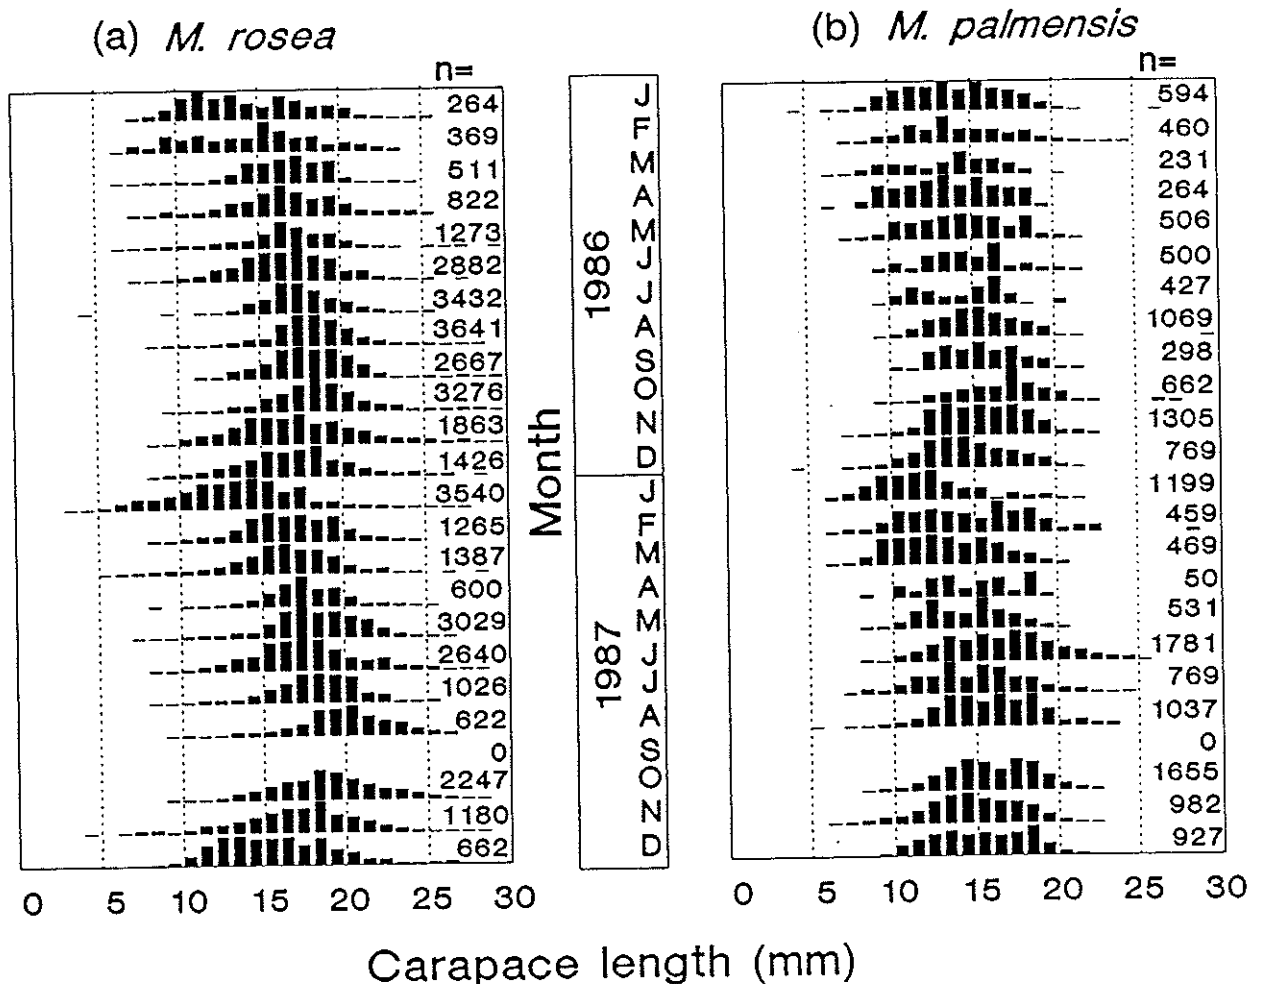 (a) M. rosea
n=
264
369
511
822
1273
2882
3432
3641
2667
3276
1863
1426
3540
1265
1387
600
3029
2640
1026
622
0
2247
1180
662
0 5 10 15 20 25 30
Month
1986
J
F
M
A
M
J
J
A
S
O
N
D
1987
J
F
M
A
M
J
J
A
S
O
N
D
(b) M. palmensis
n=
594
460
231
264
506
500
427
1069
298
662
1305
769
1199
459
469
50
531
1781
769
1037
0
1655
982
927
0 5 10 15 20 25 30
Carapace length (mm)